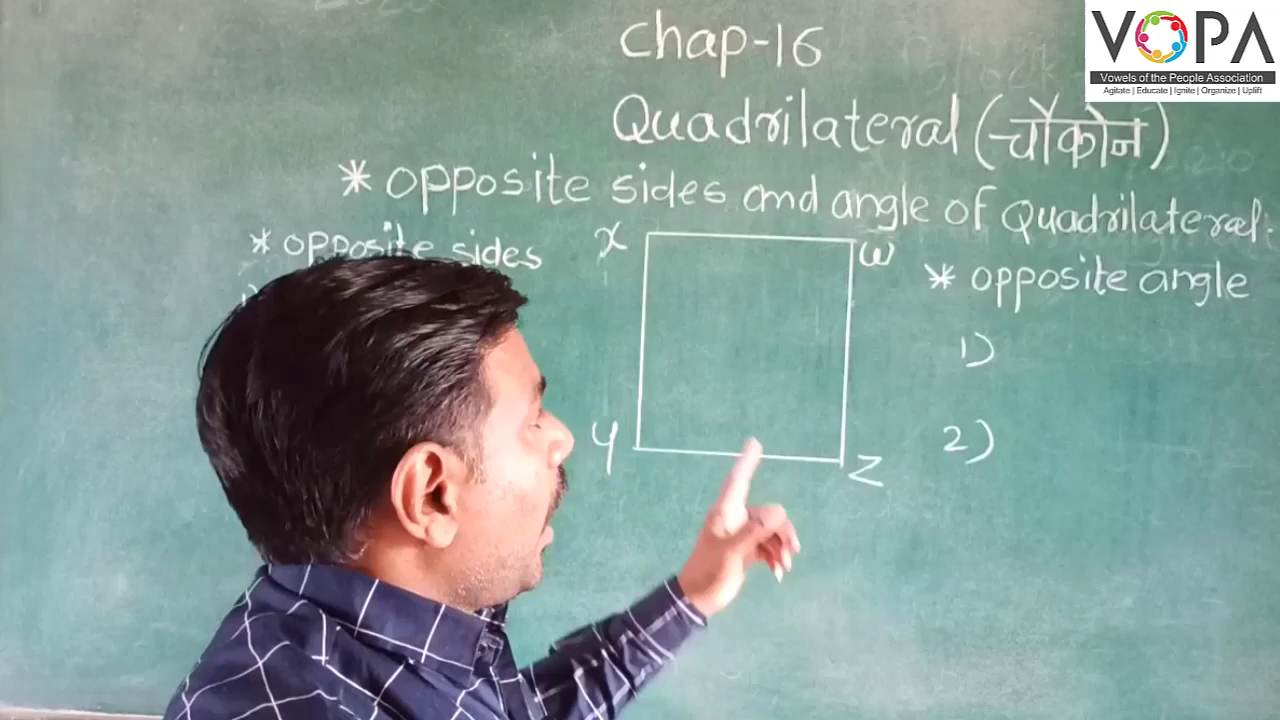 VOPA
Vowels of the People Association
Agitate | Educate | Ignite | Organize | Uplift
Chap-16
Quadrilateral (चौकोन)
* opposite sides and angle of Quadrilateral.
* opposite sides
x
w
* opposite angle
1)
y
z
2)